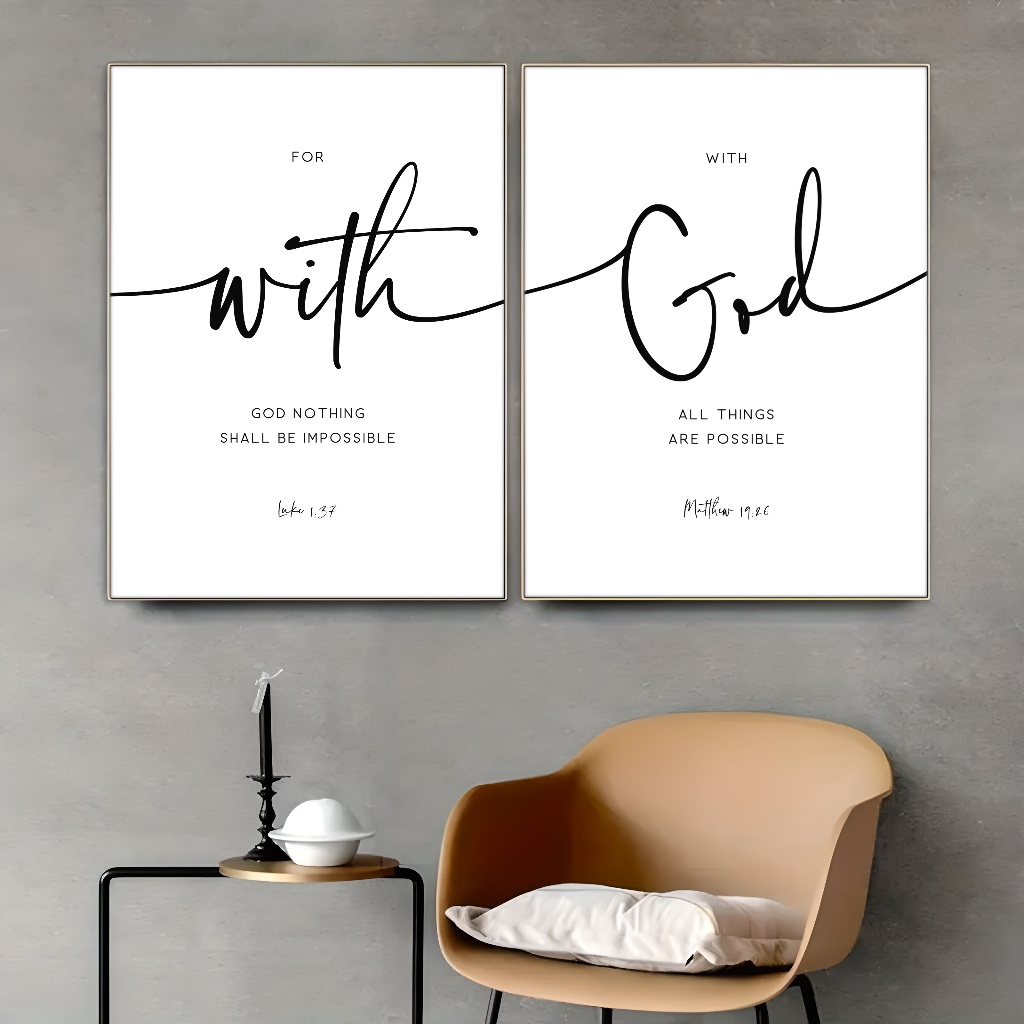 FOR
with
GOD NOTHING
SHALL BE IMPOSSIBLE
Luke 1:37
WITH
God
ALL THINGS
ARE POSSIBLE
Matthew 19:26